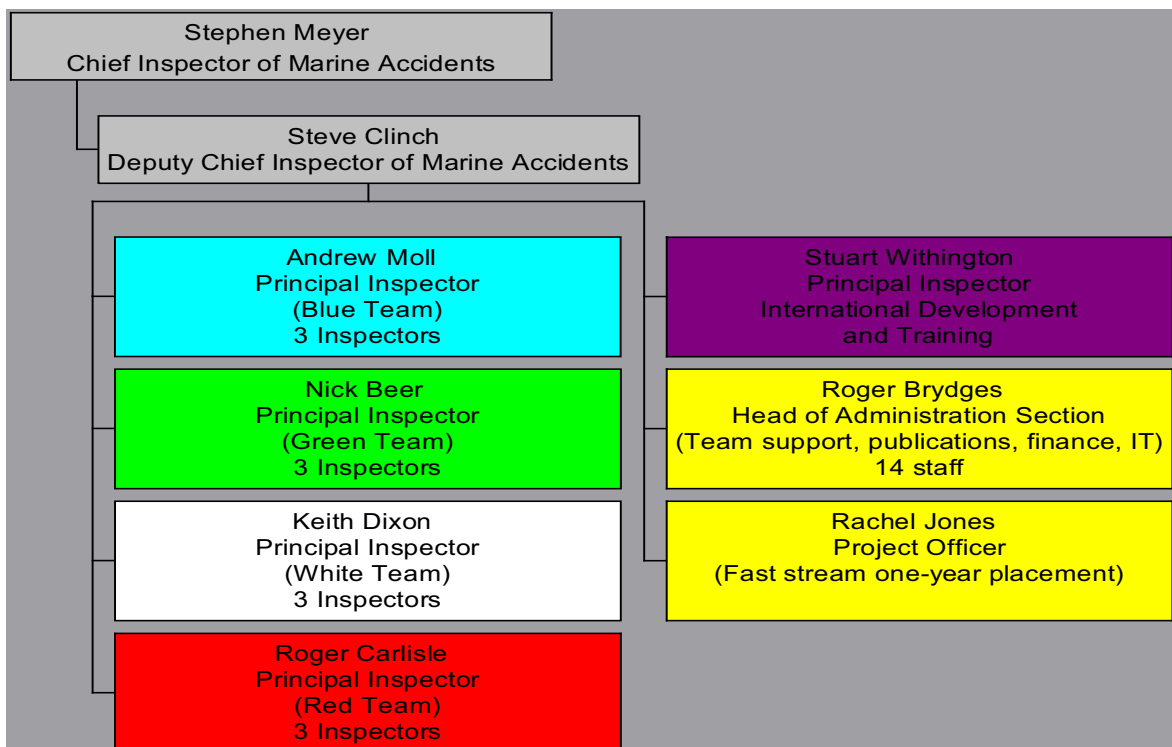 Stephen Meyer
Chief Inspector of Marine Accidents
Steve Clinch
Deputy Chief Inspector of Marine Accidents
Andrew Moll
Principal Inspector
(Blue Team)
3 Inspectors
Nick Beer
Principal Inspector
(Green Team)
3 Inspectors
Keith Dixon
Principal Inspector
(White Team)
3 Inspectors
Roger Carlisle
Principal Inspector
(Red Team)
3 Inspectors
Stuart Withington
Principal Inspector
International Development
and Training
Roger Brydges
Head of Administration Section
(Team support, publications, finance, IT)
14 staff
Rachel Jones
Project Officer
(Fast stream one-year placement)